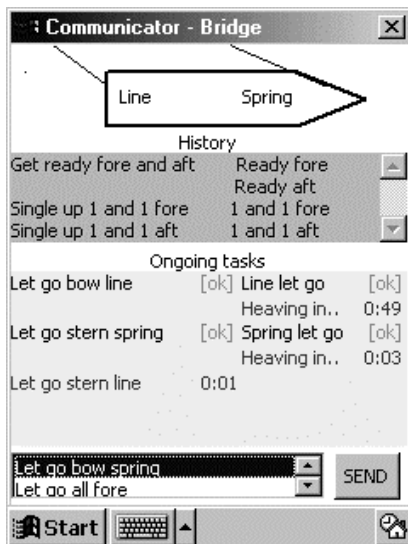 Communicator - Bridge
Line Spring
History
Get ready fore and aft Ready fore
Ready aft
Single up 1 and 1 fore 1 and 1 fore
Single up 1 and 1 aft 1 and 1 aft
Ongoing tasks
Let go bow line [ok] Line let go [ok]
Heaving in.. 0:49
Let go stern spring [ok] Spring let go [ok]
Heaving in.. 0:03
Let go stern line 0:01
Let go bow spring
Let go all fore
SEND
Start